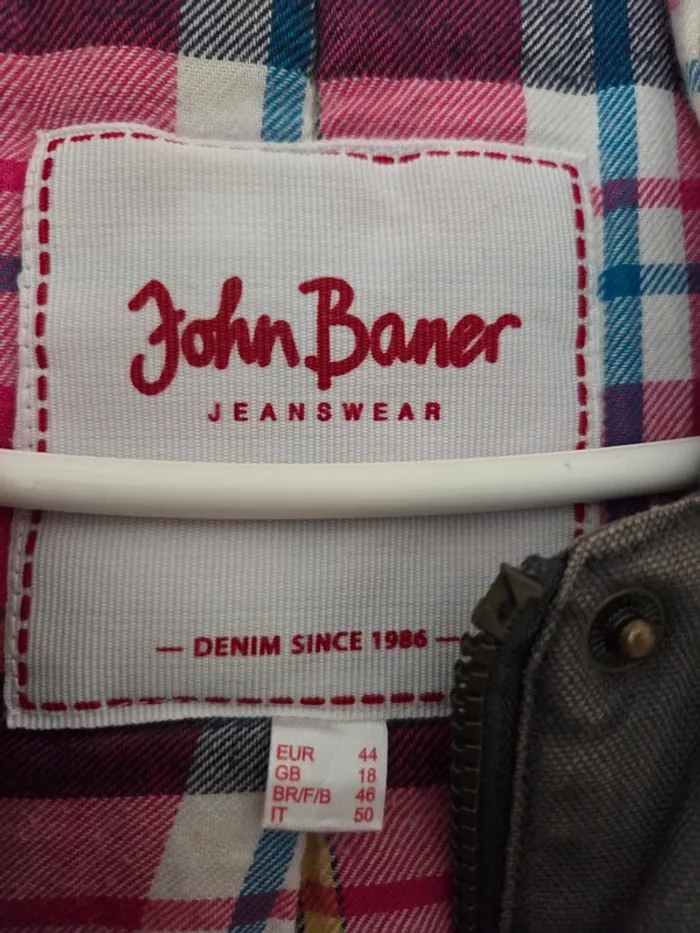 John Baner
JEANSWEAR
— DENIM SINCE 1986 —
EUR 44
GB 18
BR/F/B 46
IT 50